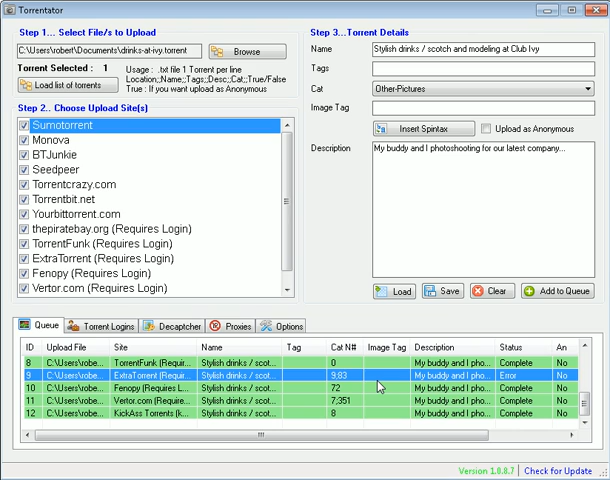 Torrentator
Step 1... Select File/s to Upload
C:\Users\robert\Documents\drinks-at-ivy.torrent
Browse
Torrent Selected : 1
Load list of torrents
Usage : .txt file 1 Torrent per line
Location;;Name;;Tags;;Desc;;Cat;;True/False
True : If you want upload as Anonymous
Step 2.. Choose Upload Site(s)
Sumotorrent
Monova
BTJunkie
Seedpeer
Torrentcrazy.com
Torrentbit.net
Yourbittorrent.com
thepiratebay.org (Requires Login)
TorrentFunk (Requires Login)
ExtraTorrent (Requires Login)
Fenopy (Requires Login)
Vertor.com (Requires Login)
Step 3...Torrent Details
Name Stylish drinks / scotch and modeling at Club Ivy
Tags
Cat Other-Pictures
Image Tag
Insert Spintax Upload as Anonymous
Description My buddy and I photoshooting for our latest company...
Load Save Clear Add to Queue
Queue Torrent Logins Decaptcher Proxies Options
ID Upload File Site Name Tag Cat N# Image Tag Description Status An
8 C:\Users\robe... TorrentFunk (Requir... Stylish drinks / scot... 0 My buddy and I pho... Complete No
9 C:\Users\robe... ExtraTorrent (Requir... Stylish drinks / scot... 9;83 My buddy and I pho... Error No
10 C:\Users\robe... Fenopy (Requires L... Stylish drinks / scot... 72 My buddy and I pho... Complete No
11 C:\Users\robe... Vertor.com (Require... Stylish drinks / scot... 7;351 My buddy and I pho... Complete No
12 C:\Users\robe... KickAss Torrents (k... Stylish drinks / scot... 8 My buddy and I pho... Complete No
Version 1.0.8.7 Check for Update